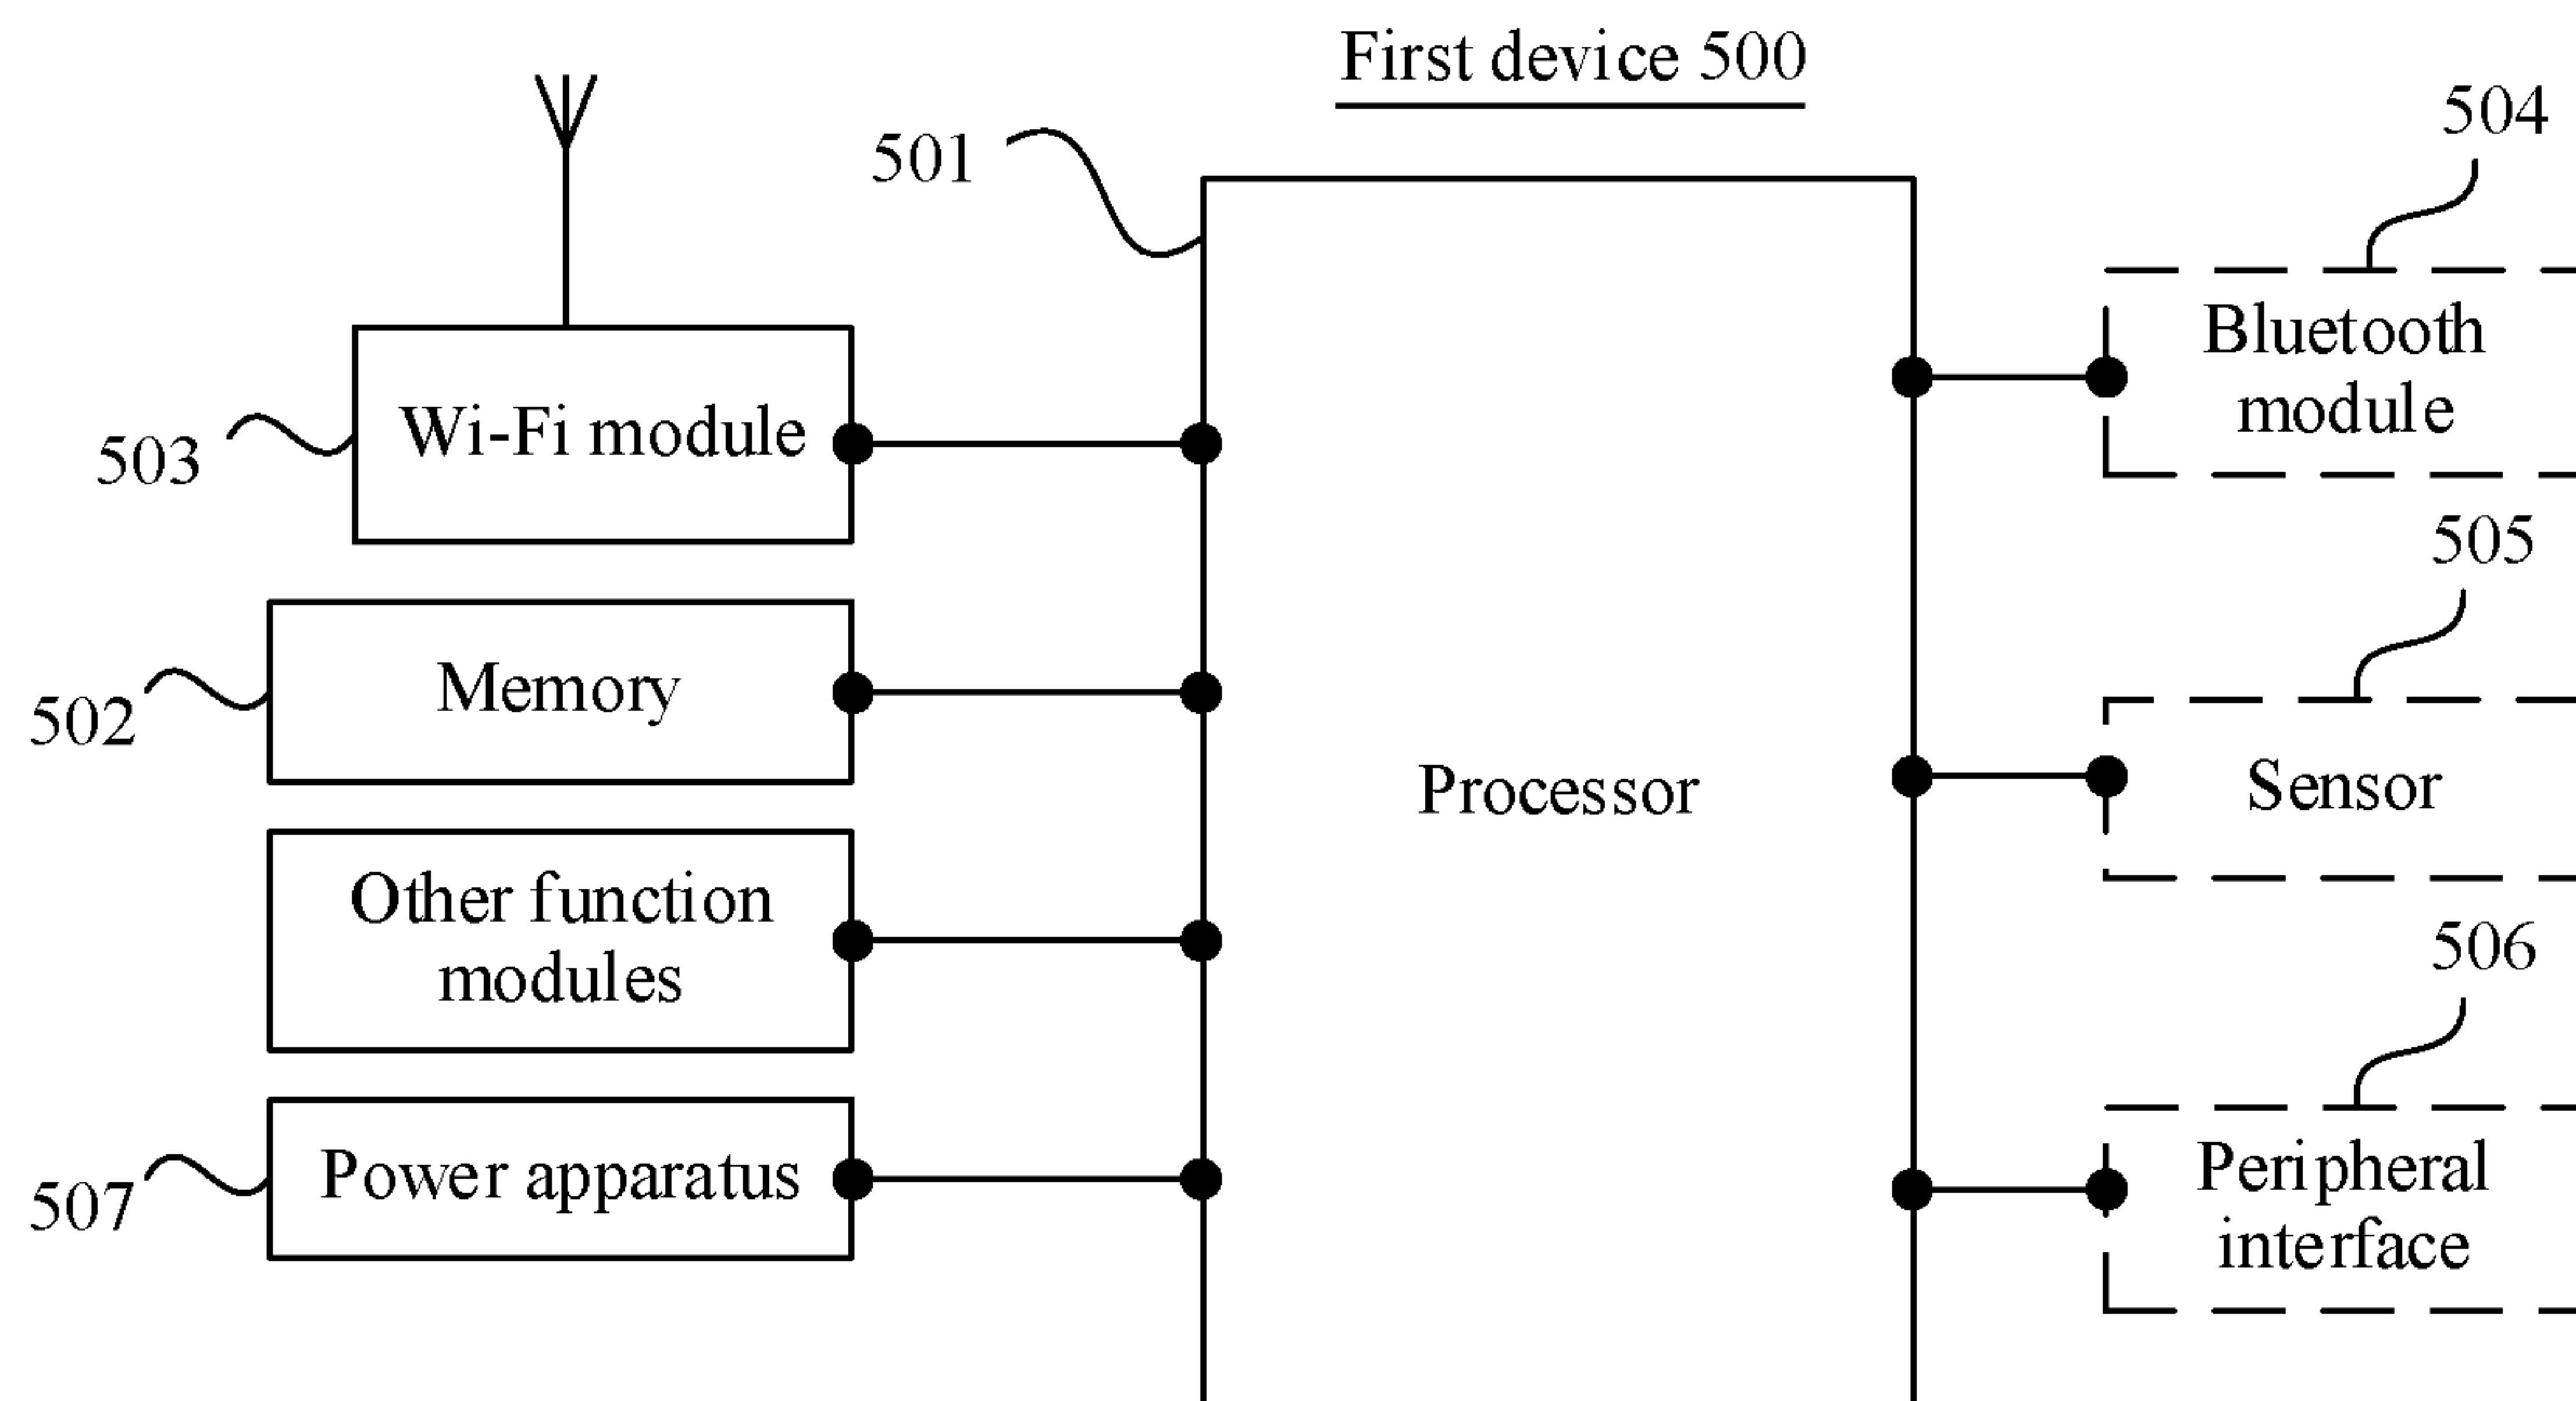 First device 500
501
503
Wi-Fi module
502
Memory
Other function
modules
507
Power apparatus
Processor
504
Bluetooth
module
505
Sensor
506
Peripheral
interface